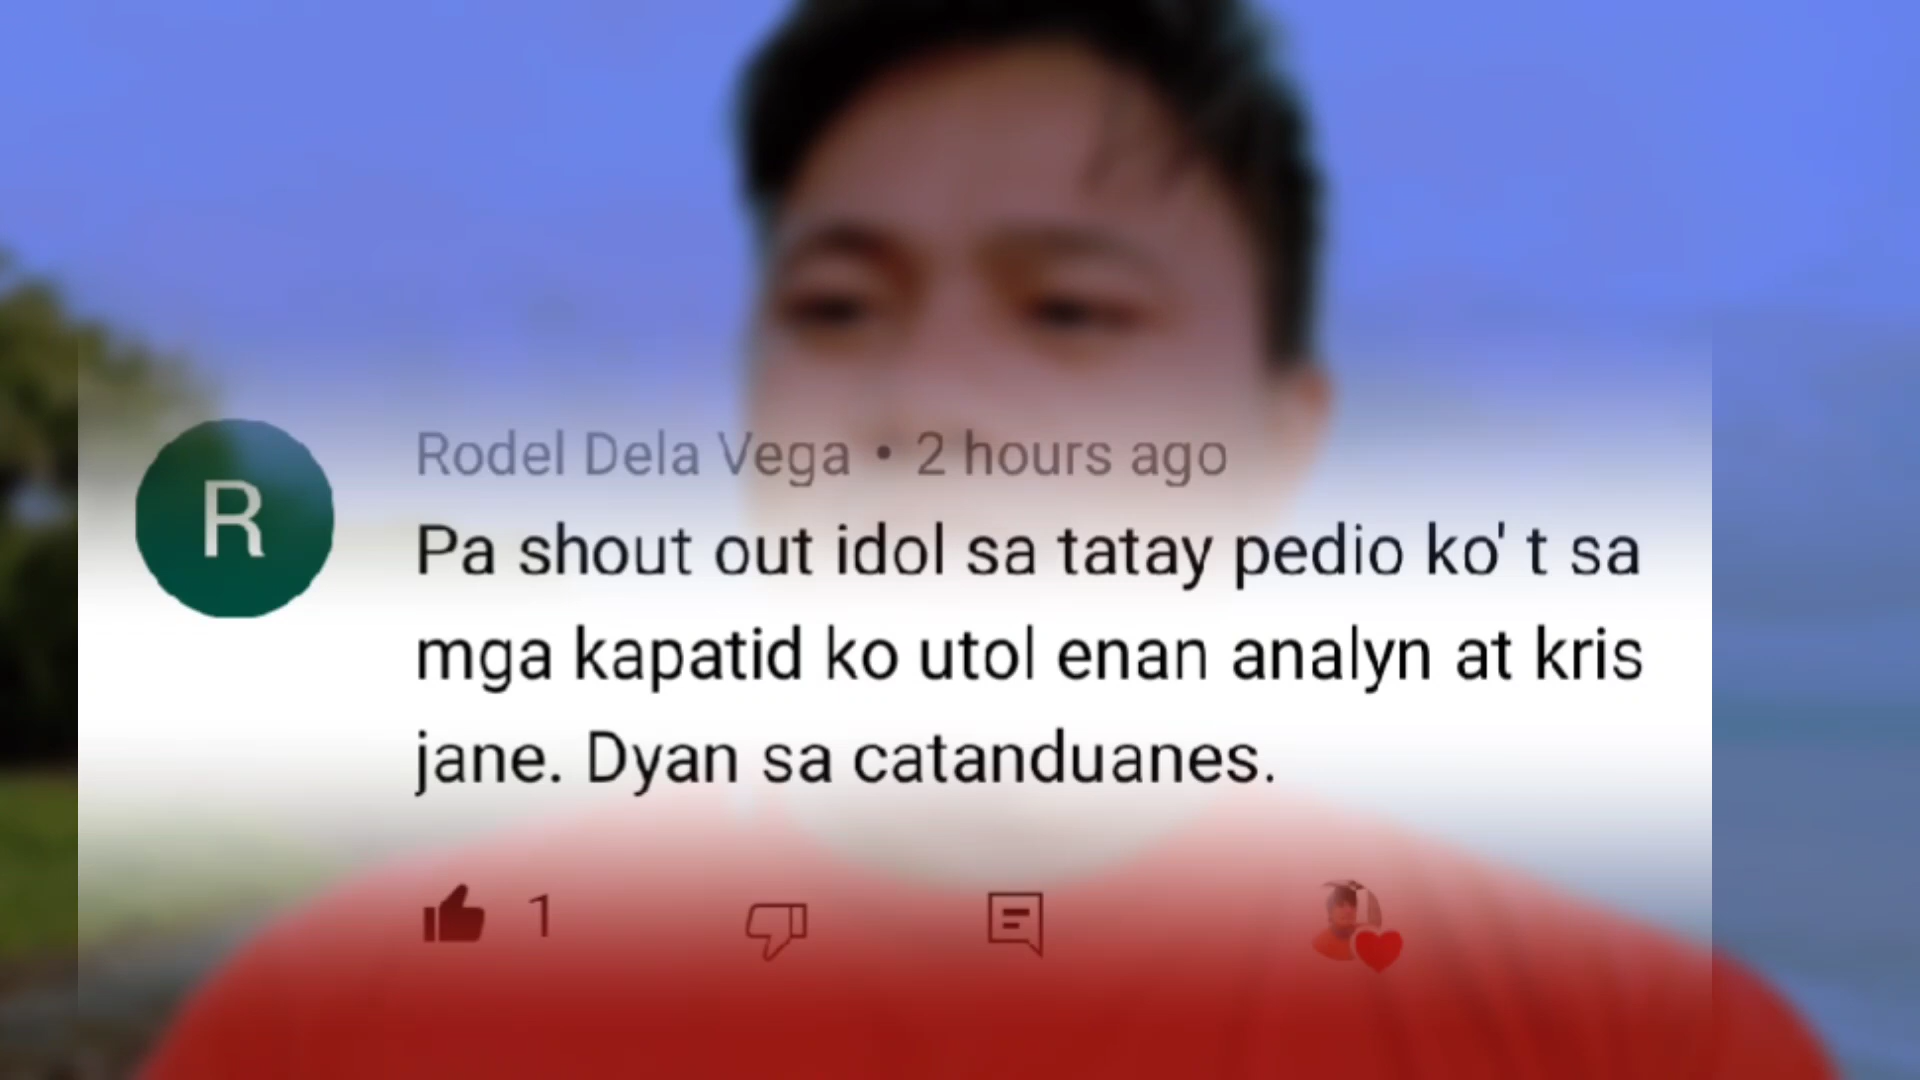 R
Rodel Dela Vega • 2 hours ago
Pa shout out idol sa tatay pedio ko' t sa
mga kapatid ko utol enan analyn at kris
jane. Dyan sa catanduanes.
1